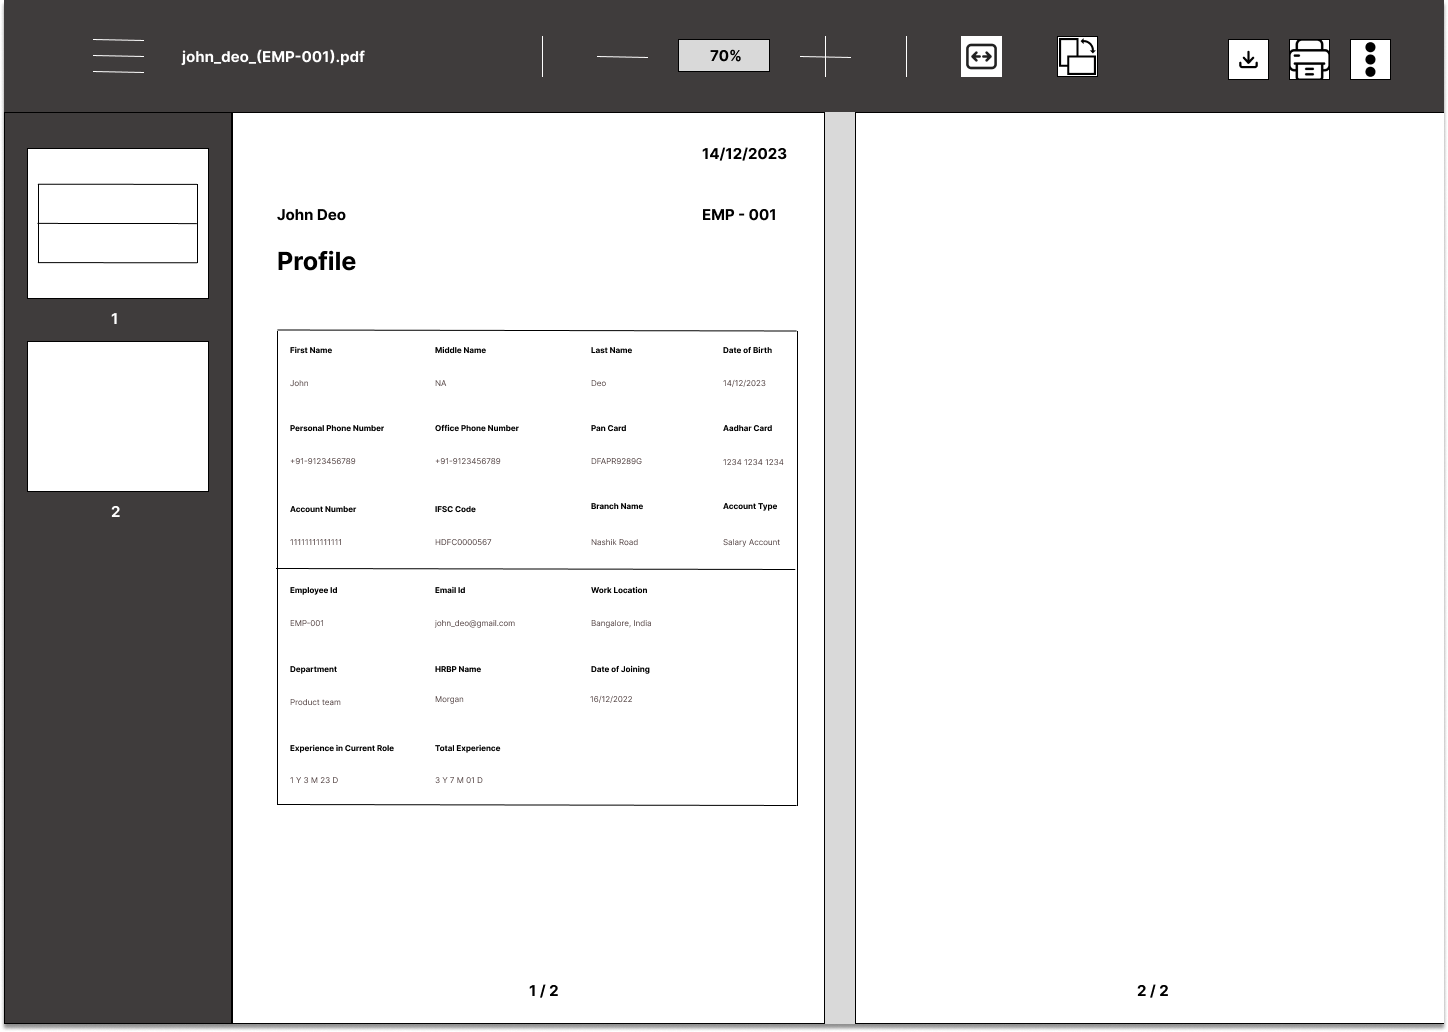 john_deo_(EMP-001).pdf
70%
1
2
14/12/2023
John Deo EMP - 001
Profile
First Name Middle Name Last Name Date of Birth
John NA Deo 14/12/2023
Personal Phone Number Office Phone Number Pan Card Aadhar Card
+91-9123456789 +91-9123456789 DFAPR9289G 1234 1234 1234
Account Number IFSC Code Branch Name Account Type
11111111111111 HDFC0000567 Nashik Road Salary Account
Employee Id Email Id Work Location
EMP-001 john_deo@gmail.com Bangalore, India
Department HRBP Name Date of Joining
Product team Morgan 16/12/2022
Experience in Current Role Total Experience
1 Y 3 M 23 D 3 Y 7 M 01 D
1 / 2
2 / 2